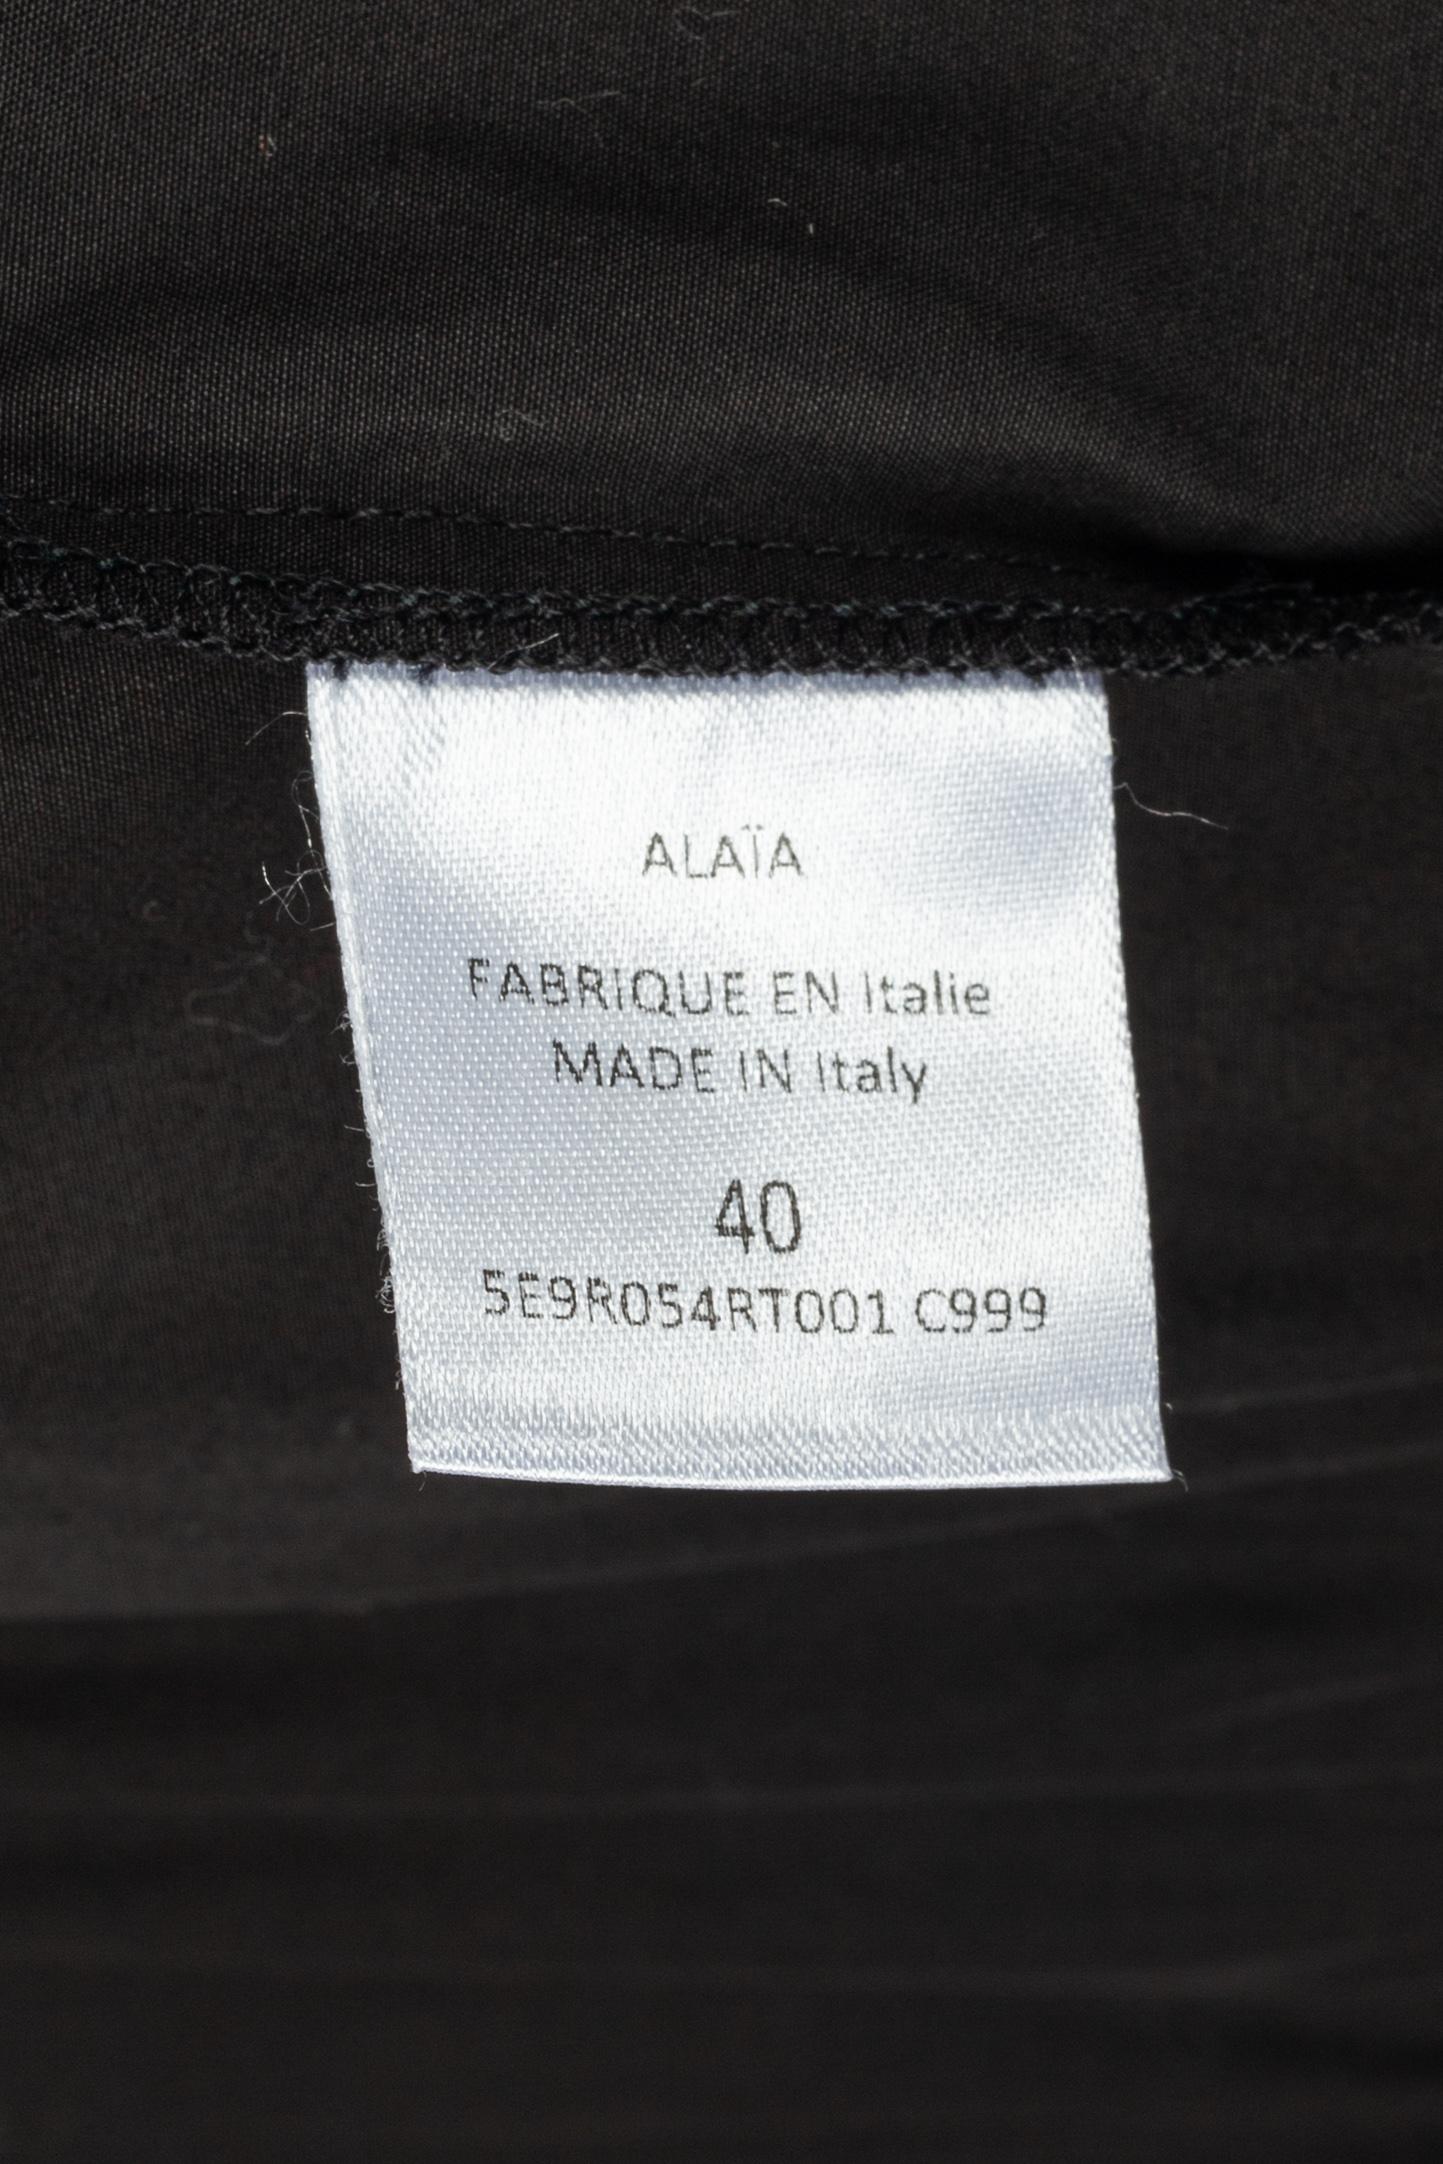 ALAÏA
FABRIQUE EN Italie
MADE IN Italy
40
5E9R054RT001 C999